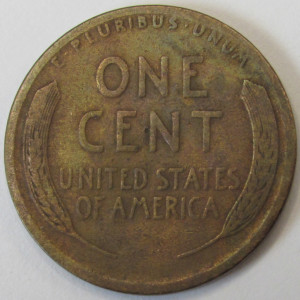 E·PLURIBUS·UNUM
ONE
CENT
UNITED STATES
OF AMERICA